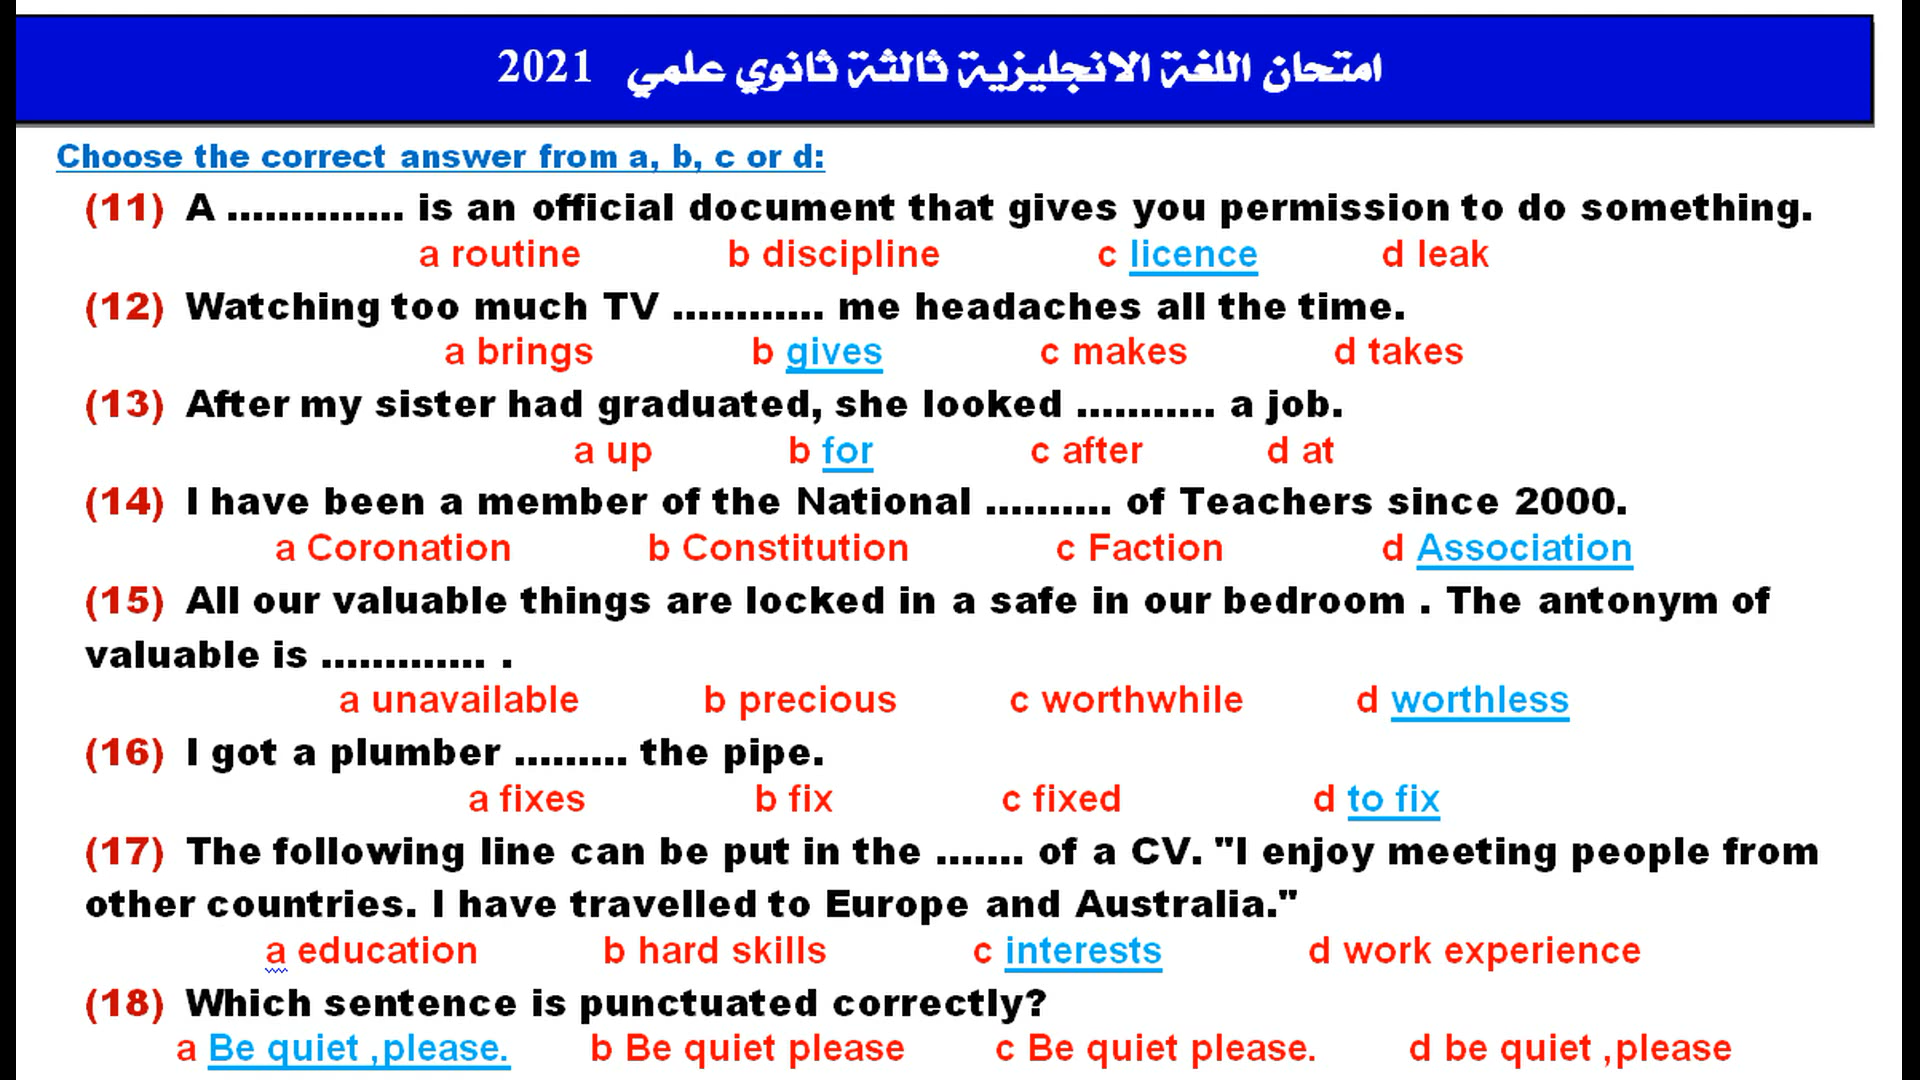 امتحان اللغة الانجليزية ثالثة ثانوي علمي 2021
Choose the correct answer from a, b, c or d:
(11) A .............. is an official document that gives you permission to do something.
a routine b discipline c licence d leak
(12) Watching too much TV ............ me headaches all the time.
a brings b gives c makes d takes
(13) After my sister had graduated, she looked ........... a job.
a up b for c after d at
(14) I have been a member of the National .......... of Teachers since 2000.
a Coronation b Constitution c Faction d Association
(15) All our valuable things are locked in a safe in our bedroom . The antonym of
valuable is ............. .
a unavailable b precious c worthwhile d worthless
(16) I got a plumber ......... the pipe.
a fixes b fix c fixed d to fix
(17) The following line can be put in the ....... of a CV. "I enjoy meeting people from
other countries. I have travelled to Europe and Australia."
a education b hard skills c interests d work experience
(18) Which sentence is punctuated correctly?
a Be quiet ,please. b Be quiet please c Be quiet please. d be quiet ,please